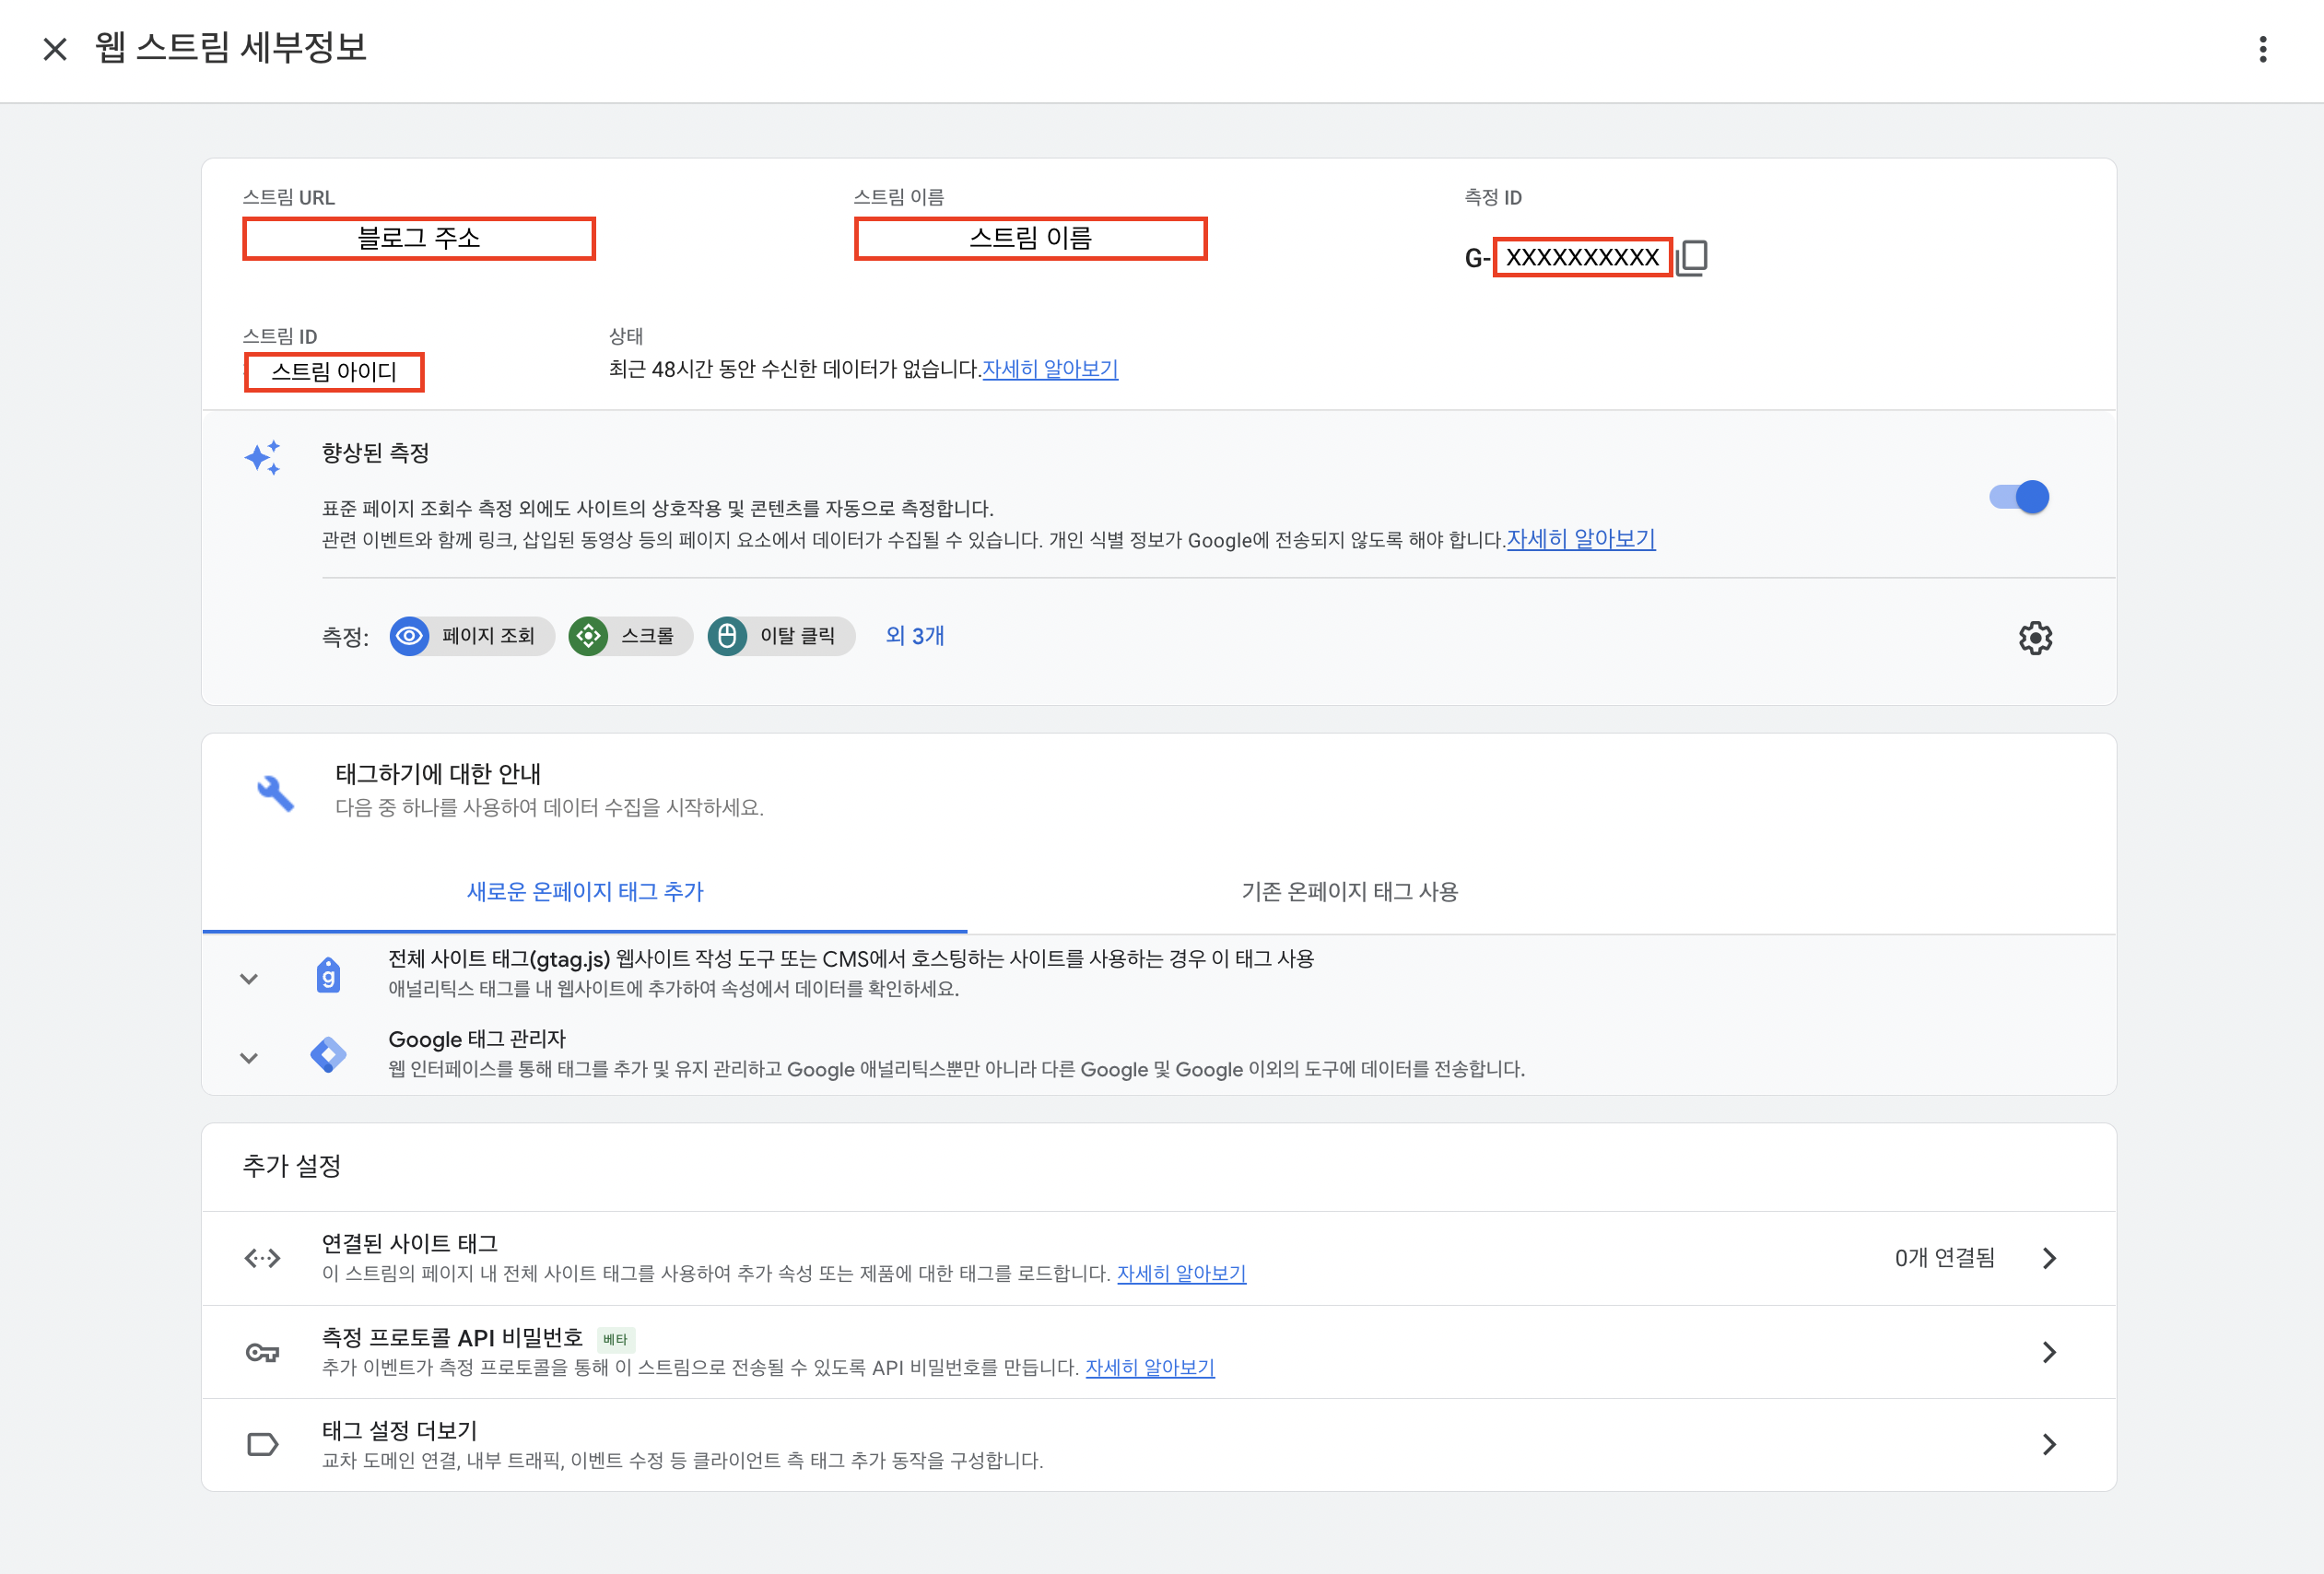 웹 스트림 세부정보
스트림 URL
블로그 주소
스트림 이름
스트림 이름
측정 ID
G- XXXXXXXXXX
스트림 ID
스트림 아이디
상태
최근 48시간 동안 수신한 데이터가 없습니다.자세히 알아보기
향상된 측정
표준 페이지 조회수 측정 외에도 사이트의 상호작용 및 콘텐츠를 자동으로 측정합니다.
관련 이벤트와 함께 링크, 삽입된 동영상 등의 페이지 요소에서 데이터가 수집될 수 있습니다. 개인 식별 정보가 Google에 전송되지 않도록 해야 합니다.자세히 알아보기
측정: 페이지 조회 스크롤 이탈 클릭 외 3개
태그하기에 대한 안내
다음 중 하나를 사용하여 데이터 수집을 시작하세요.
새로운 온페이지 태그 추가
기존 온페이지 태그 사용
전체 사이트 태그(gtag.js) 웹사이트 작성 도구 또는 CMS에서 호스팅하는 사이트를 사용하는 경우 이 태그 사용
애널리틱스 태그를 내 웹사이트에 추가하여 속성에서 데이터를 확인하세요.
Google 태그 관리자
웹 인터페이스를 통해 태그를 추가 및 유지 관리하고 Google 애널리틱스뿐만 아니라 다른 Google 및 Google 이외의 도구에 데이터를 전송합니다.
추가 설정
연결된 사이트 태그
이 스트림의 페이지 내 전체 사이트 태그를 사용하여 추가 속성 또는 제품에 대한 태그를 로드합니다. 자세히 알아보기
0개 연결됨
측정 프로토콜 API 비밀번호 베타
추가 이벤트가 측정 프로토콜을 통해 이 스트림으로 전송될 수 있도록 API 비밀번호를 만듭니다. 자세히 알아보기
태그 설정 더보기
교차 도메인 연결, 내부 트래픽, 이벤트 수정 등 클라이언트 측 태그 추가 동작을 구성합니다.